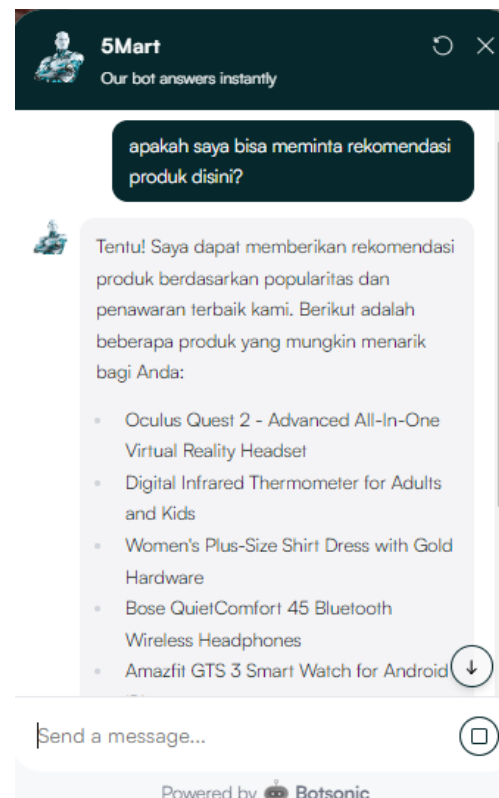 5Mart
Our bot answers instantly
apakah saya bisa meminta rekomendasi
produk disini?
Tentu! Saya dapat memberikan rekomendasi
produk berdasarkan popularitas dan
penawaran terbaik kami. Berikut adalah
beberapa produk yang mungkin menarik
bagi Anda:
Oculus Quest 2 - Advanced All-In-One
Virtual Reality Headset
Digital Infrared Thermometer for Adults
and Kids
Women's Plus-Size Shirt Dress with Gold
Hardware
Bose QuietComfort 45 Bluetooth
Wireless Headphones
Amazfit GTS 3 Smart Watch for Android
Send a message...
Powered by Botsonic